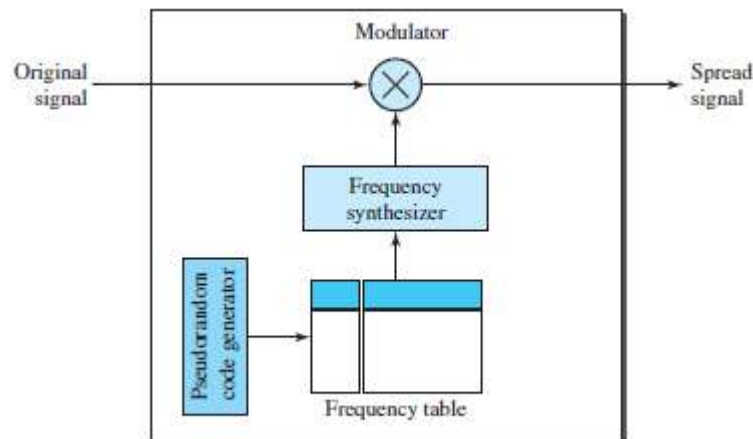 Modulator
Original
signal
Spread
signal
Frequency
synthesizer
Pseudorandom
code generator
Frequency table